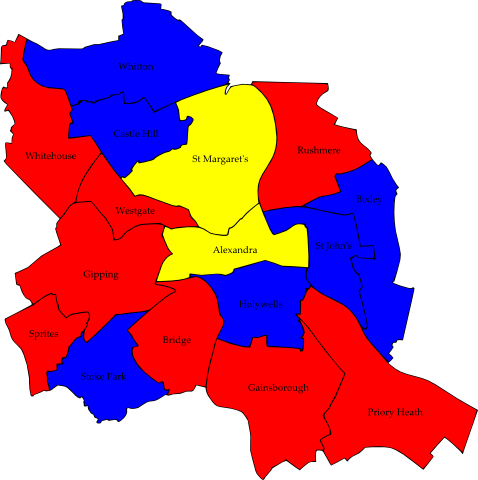 Whitton
Castle Hill
Whitehouse
St Margaret's
Rushmere
Bixley
Westgate
Alexandra
St John's
Gipping
Holywells
Sprites
Bridge
Stoke Park
Gainsborough
Priory Heath